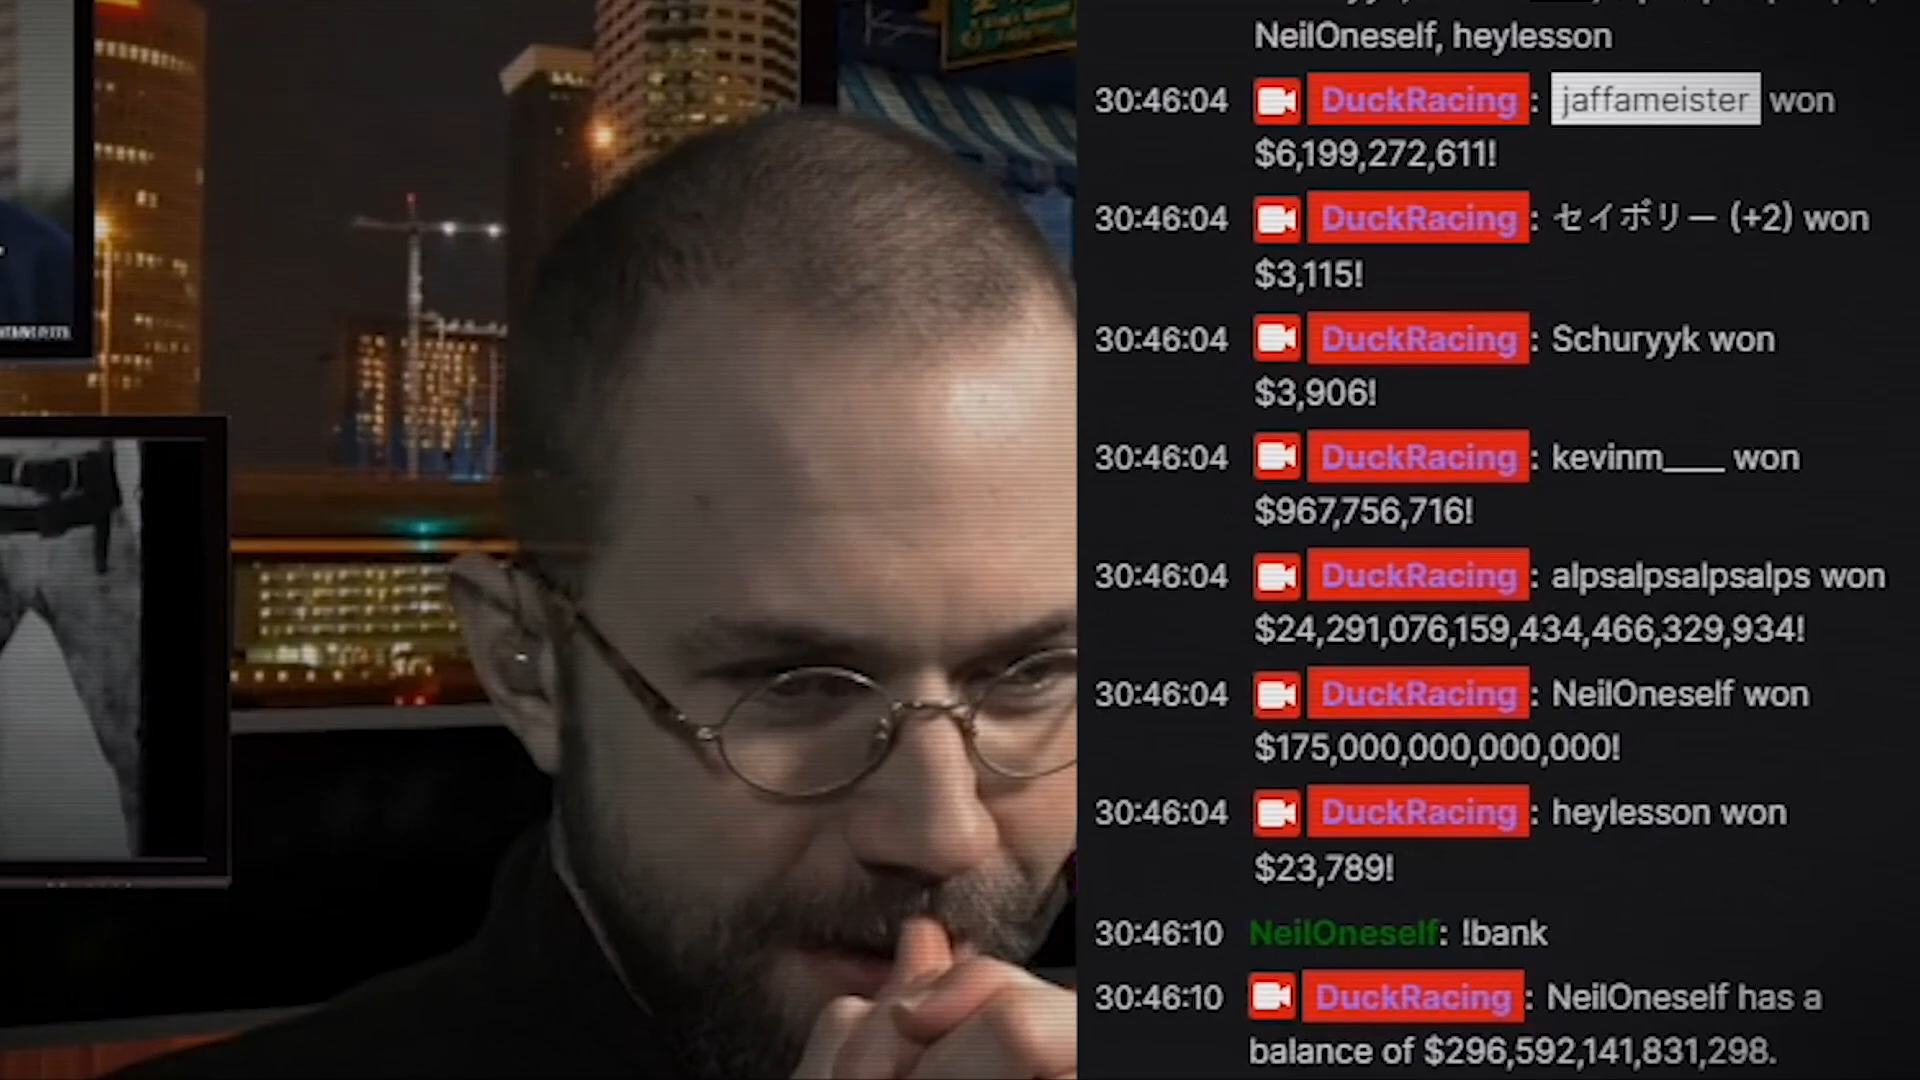 NeilOneself, heylesson
30:46:04 DuckRacing: jaffameister won
$6,199,272,611!
30:46:04 DuckRacing: セイボリー (+2) won
$3,115!
30:46:04 DuckRacing: Schuryyk won
$3,906!
30:46:04 DuckRacing: kevinm____ won
$967,756,716!
30:46:04 DuckRacing: alpsalpsalpsalps won
$24,291,076,159,434,466,329,934!
30:46:04 DuckRacing: NeilOneself won
$175,000,000,000,000!
30:46:04 DuckRacing: heylesson won
$23,789!
30:46:10 NeilOneself: !bank
30:46:10 DuckRacing: NeilOneself has a
balance of $296,592,141,831,298.